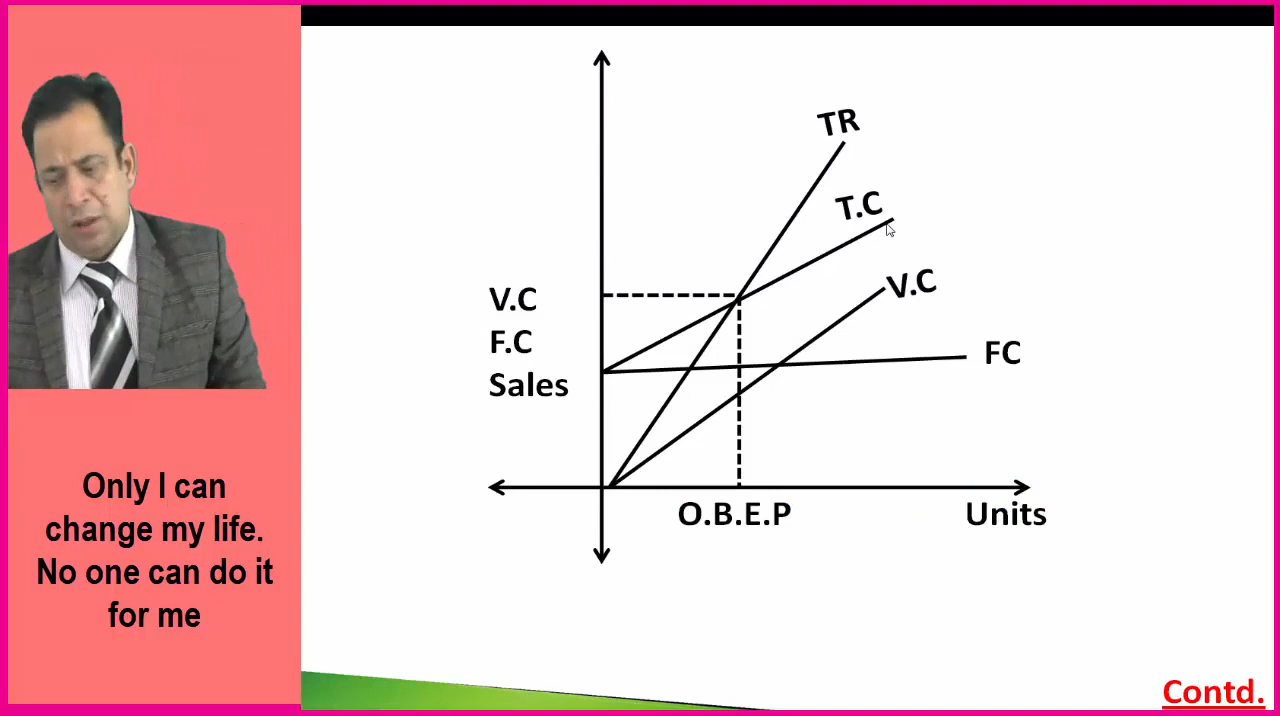 TR
T.C
V.C
V.C
F.C
Sales
FC
O.B.E.P
Units
Only I can
change my life.
No one can do it
for me
Contd.